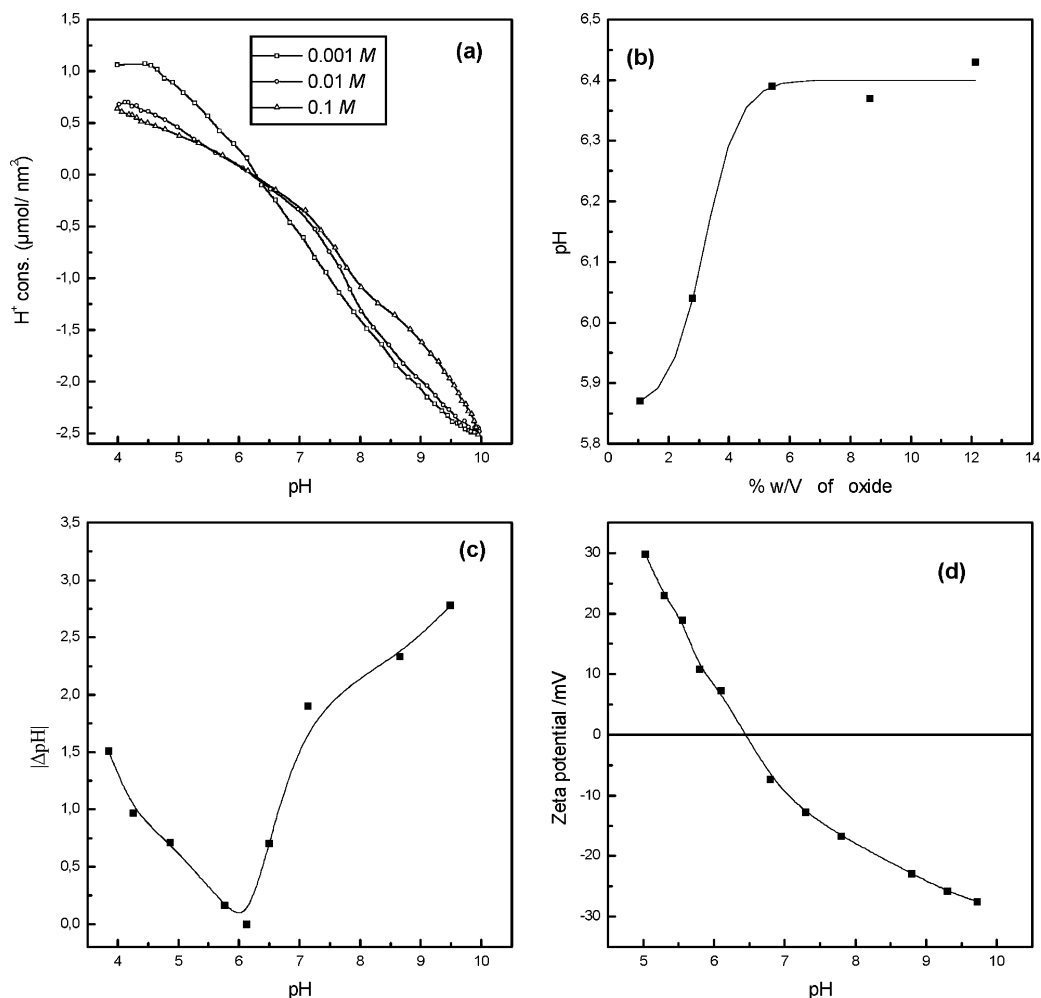 1,5
1,0
0,5
0,0
-0,5
-1,0
-1,5
-2,0
-2,5
H+ cons. (µmol/ nm²)
0.001 M
0.01 M
0.1 M
(a)
4 5 6 7 8 9 10
pH
6,5
6,4
6,3
6,2
6,1
6,0
5,9
5,8
pH
(b)
0 2 4 6 8 10 12 14
% w/V of oxide
3,5
3,0
2,5
2,0
1,5
1,0
0,5
0,0
|ΔpH|
(c)
4 5 6 7 8 9 10
pH
30
20
10
0
-10
-20
-30
Zeta potential /mV
(d)
5 6 7 8 9 10
pH